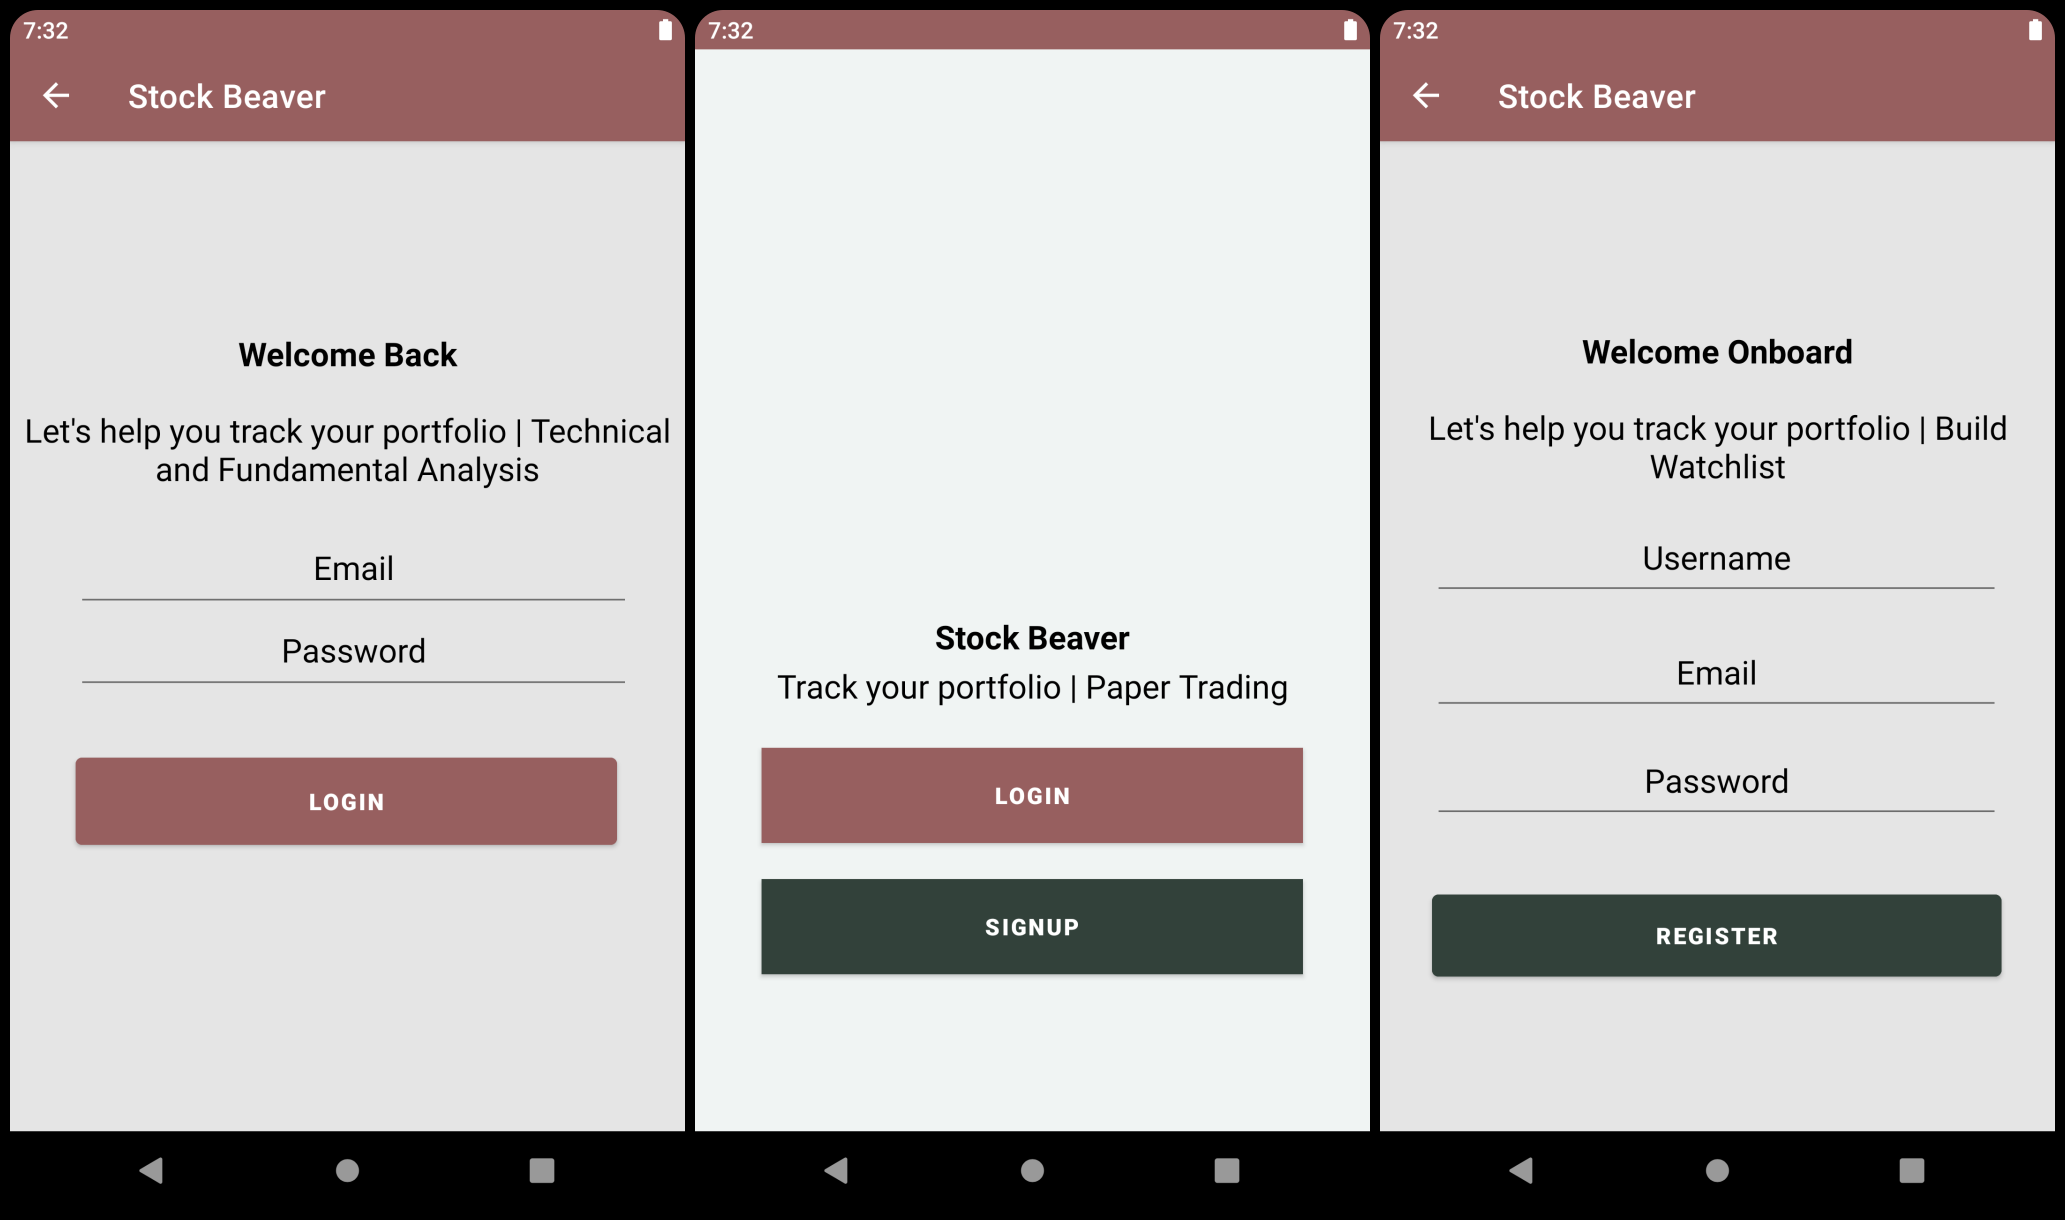 7:32
Stock Beaver
Welcome Back
Let's help you track your portfolio | Technical
and Fundamental Analysis
Email
Password
LOGIN
7:32
Stock Beaver
Track your portfolio | Paper Trading
LOGIN
SIGNUP
7:32
Stock Beaver
Welcome Onboard
Let's help you track your portfolio | Build
Watchlist
Username
Email
Password
REGISTER